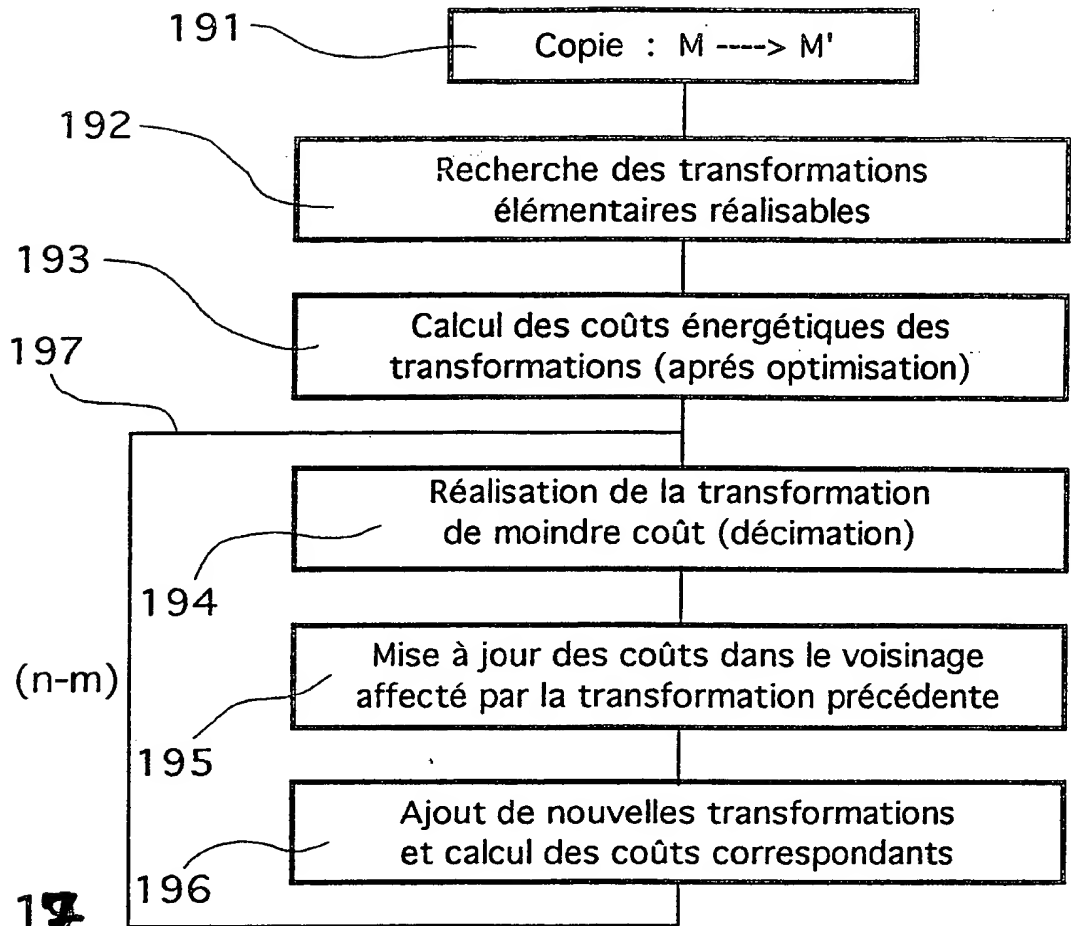 191
Copie : M ----> M'
192
Recherche des transformations
élémentaires réalisables
193
Calcul des coûts énergétiques des
transformations (aprés optimisation)
197
Réalisation de la transformation
de moindre coût (décimation)
194
(n-m)
Mise à jour des coûts dans le voisinage
affecté par la transformation précédente
195
Ajout de nouvelles transformations
et calcul des coûts correspondants
196